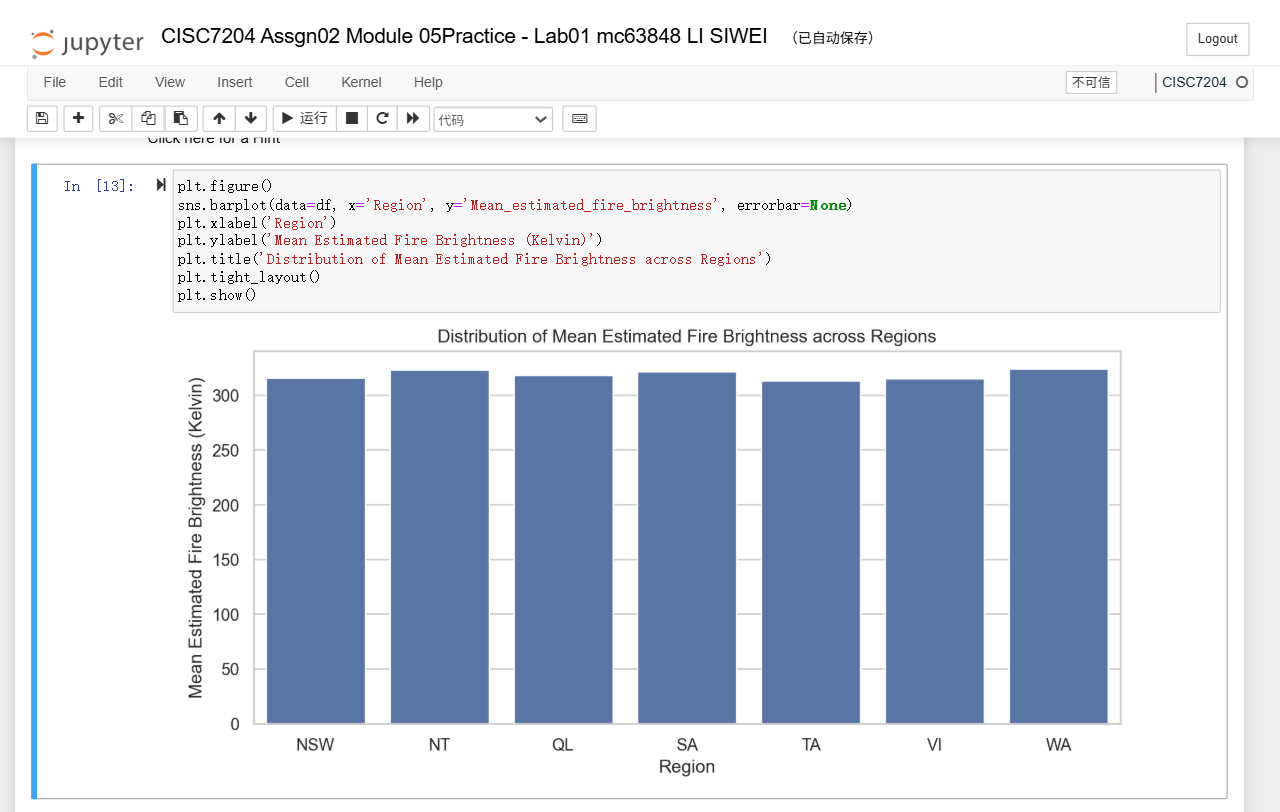 jupyter CISC7204 Assgn02 Module 05Practice - Lab01 mc63848 LI SIWEI (已自动保存) Logout
File Edit View Insert Cell Kernel Help 不可信 CISC7204
运行 代码
Click here for a Hint
In [13]:
plt.figure()
sns.barplot(data=df, x='Region', y='Mean_estimated_fire_brightness', errorbar=None)
plt.xlabel('Region')
plt.ylabel('Mean Estimated Fire Brightness (Kelvin)')
plt.title('Distribution of Mean Estimated Fire Brightness across Regions')
plt.tight_layout()
plt.show()
Distribution of Mean Estimated Fire Brightness across Regions
Mean Estimated Fire Brightness (Kelvin)
300
250
200
150
100
50
0
NSW NT QL SA TA VI WA
Region